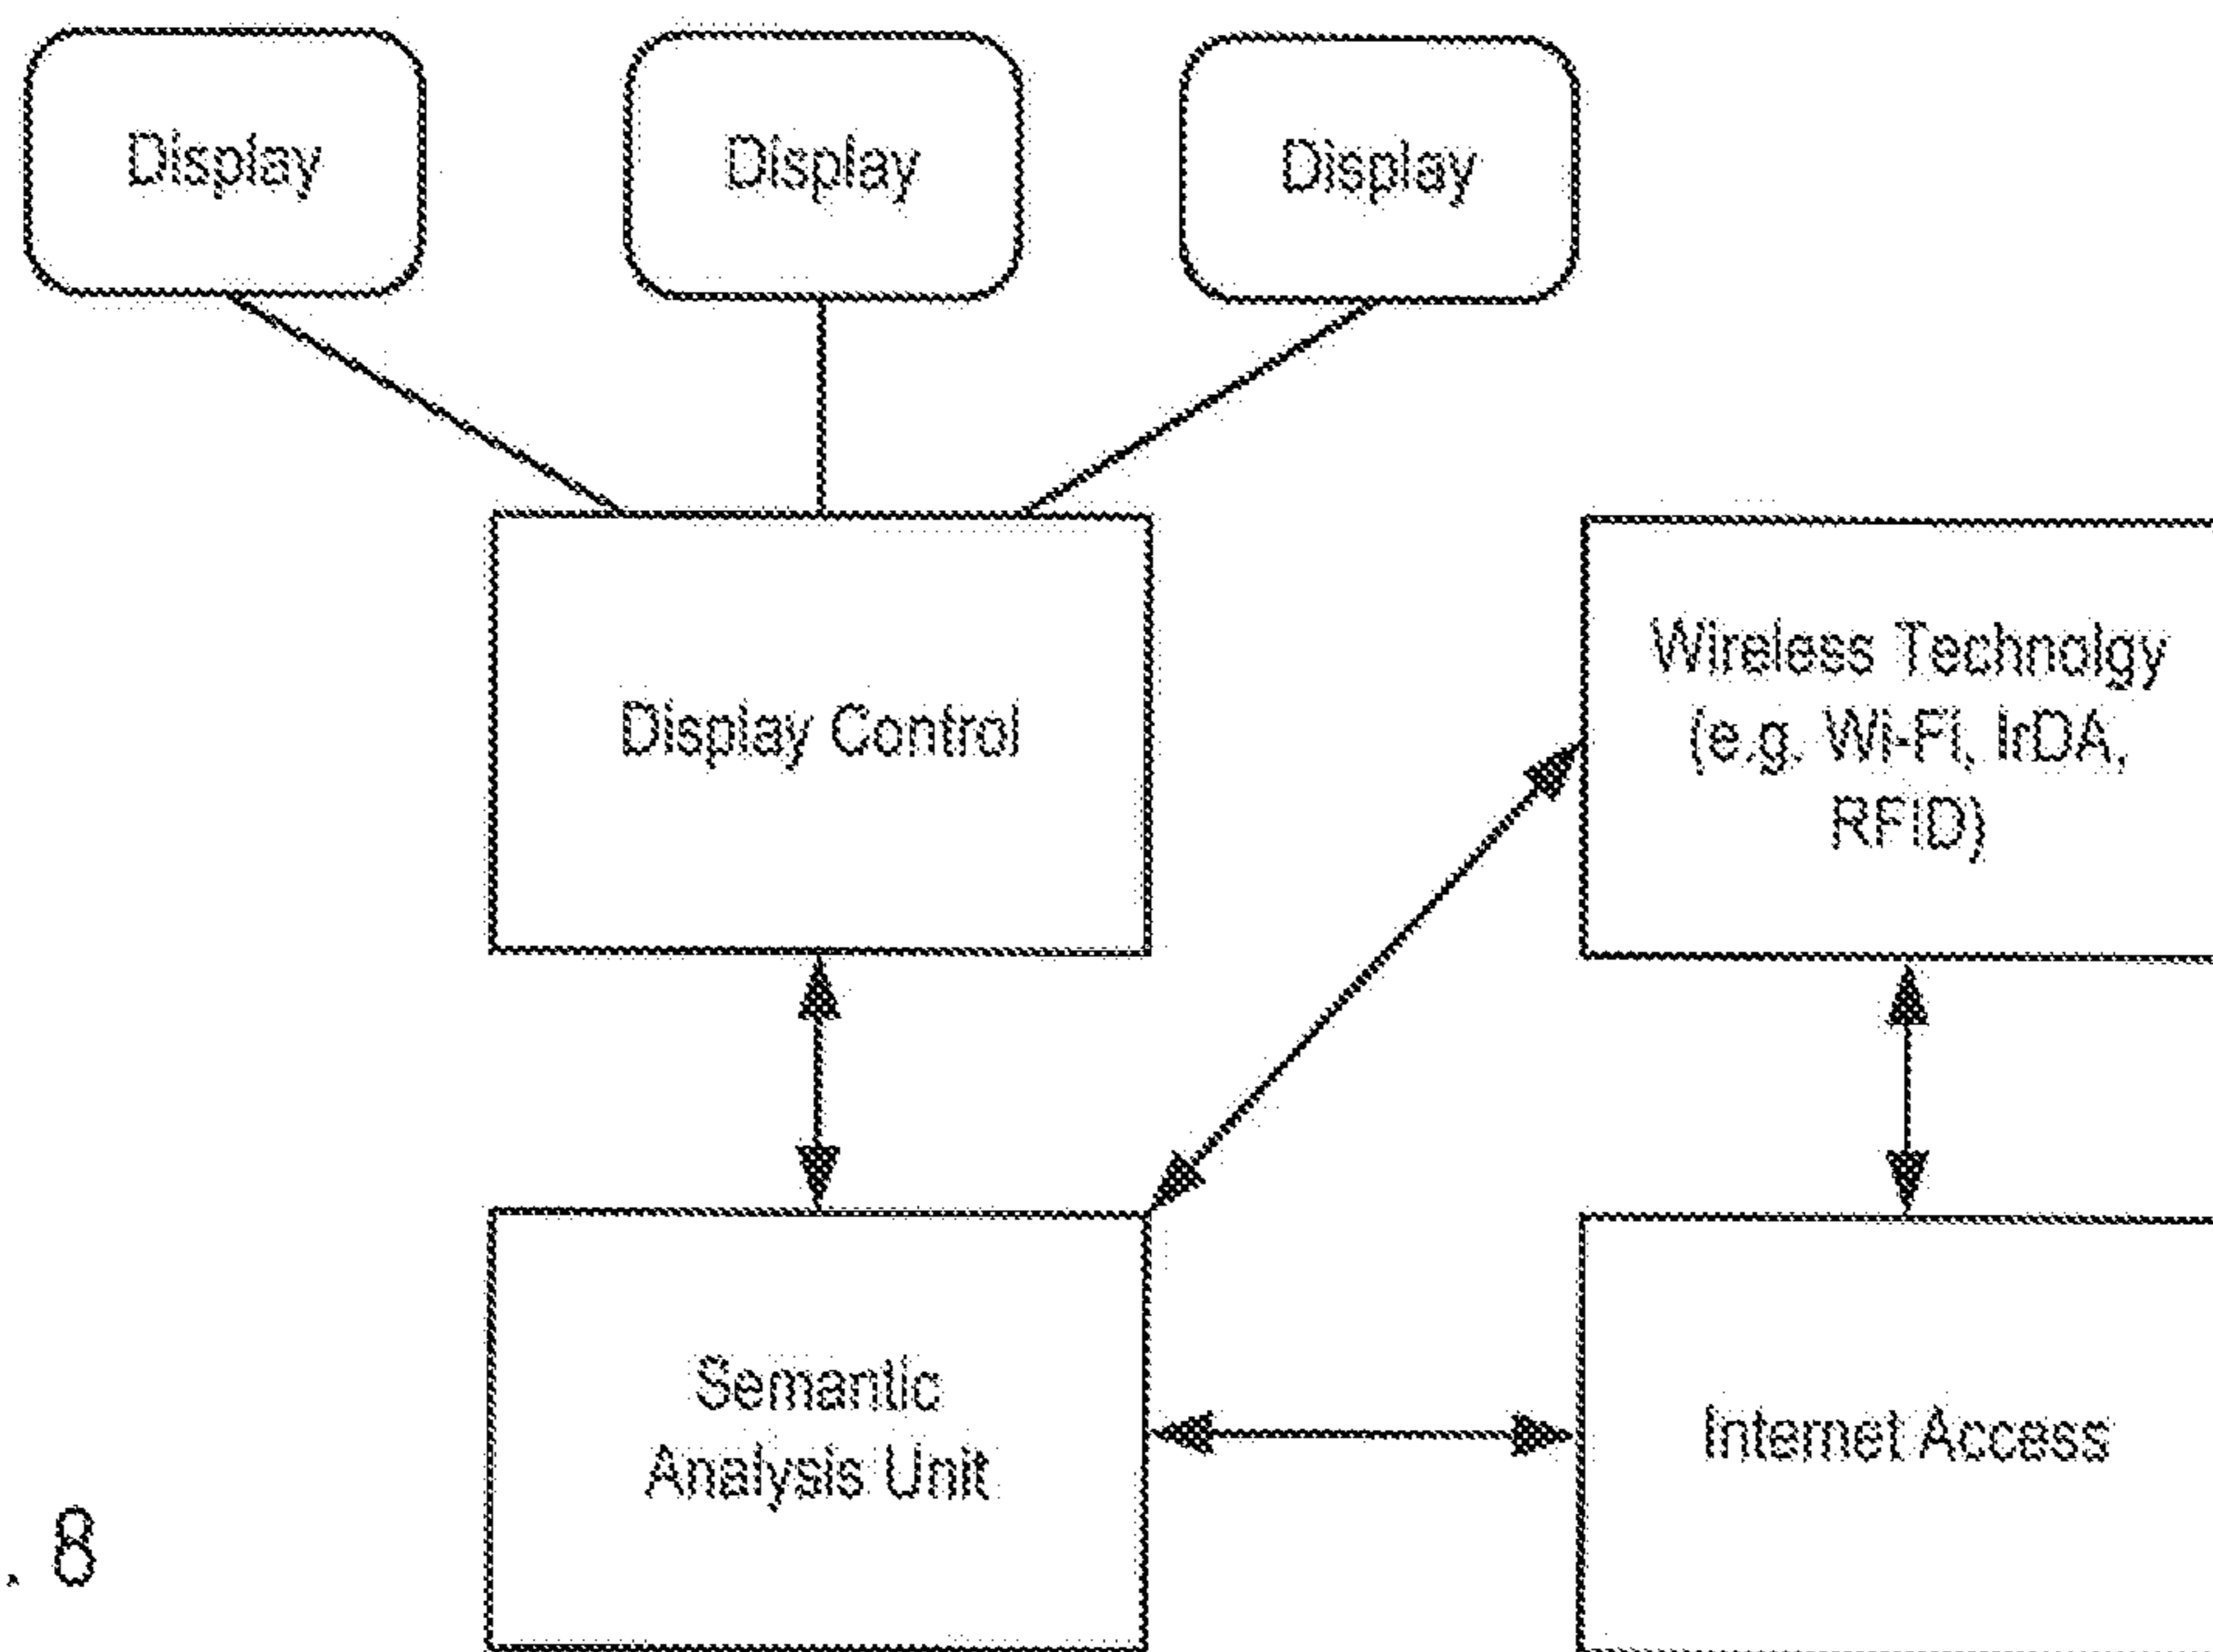 Display
Display
Display
Display Control
Wireless Technolgy
(e.g. Wi-Fi, IrDA,
RFID)
Semantic
Analysis Unit
Internet Access
. 8